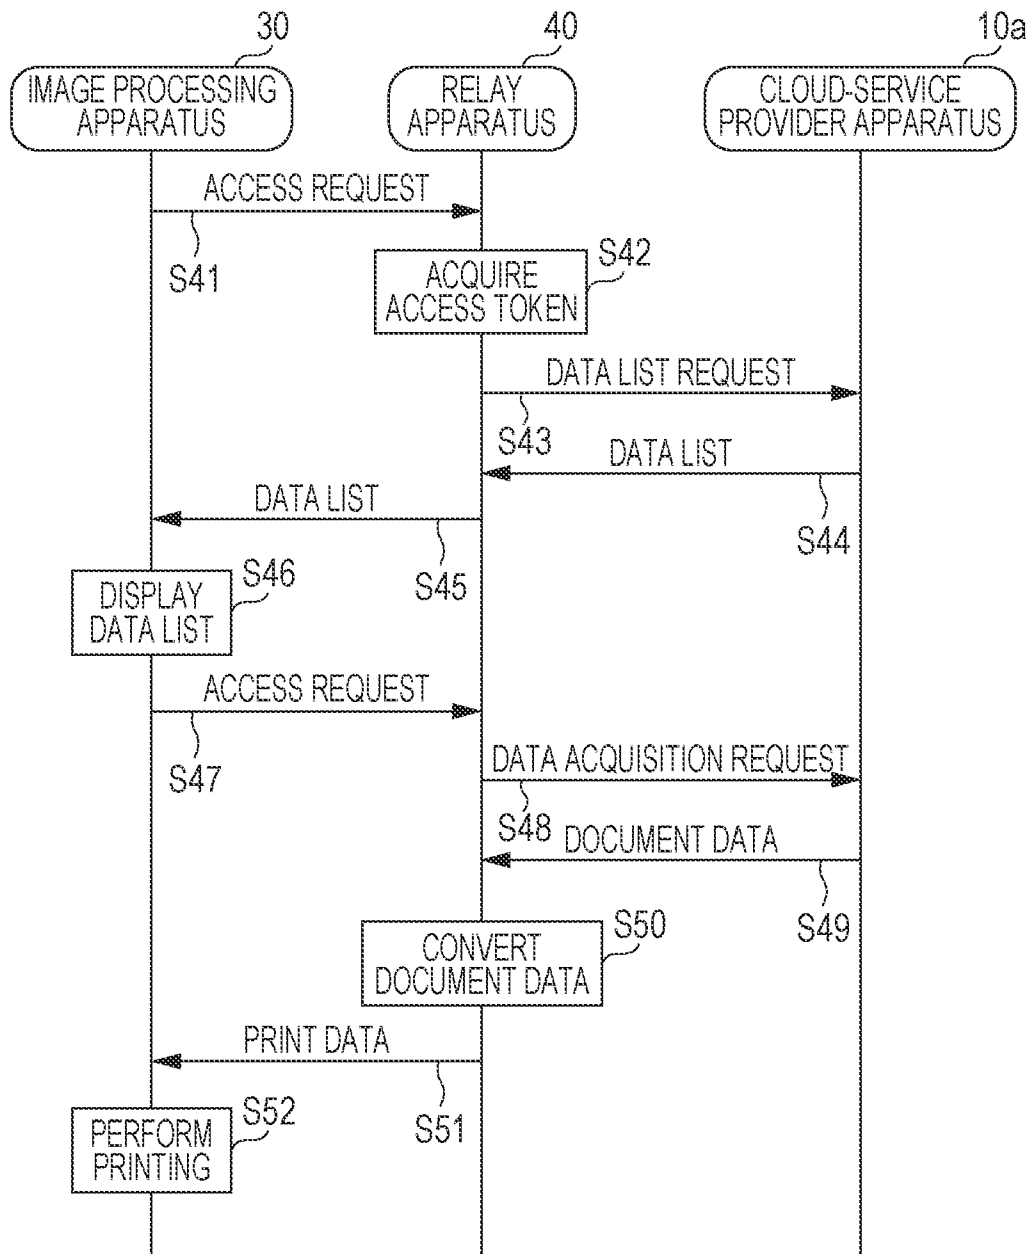 30
40
10a
IMAGE PROCESSING
APPARATUS
RELAY
APPARATUS
CLOUD-SERVICE
PROVIDER APPARATUS
ACCESS REQUEST
S41
S42
ACQUIRE
ACCESS TOKEN
DATA LIST REQUEST
S43
DATA LIST
S44
DATA LIST
S45
S46
DISPLAY
DATA LIST
ACCESS REQUEST
S47
DATA ACQUISITION REQUEST
S48
DOCUMENT DATA
S49
S50
CONVERT
DOCUMENT DATA
PRINT DATA
S51
S52
PERFORM
PRINTING